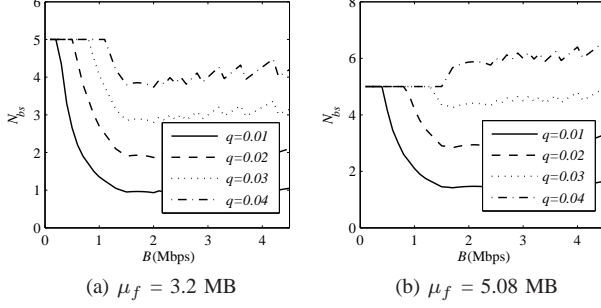 6
5
4
3
2
1
0
N_bs
0 1 2 3 4
B(Mbps)
q=0.01
q=0.02
q=0.03
q=0.04
(a) μ_f = 3.2 MB
8
6
4
2
0
N_bs
0 1 2 3 4
B(Mbps)
q=0.01
q=0.02
q=0.03
q=0.04
(b) μ_f = 5.08 MB